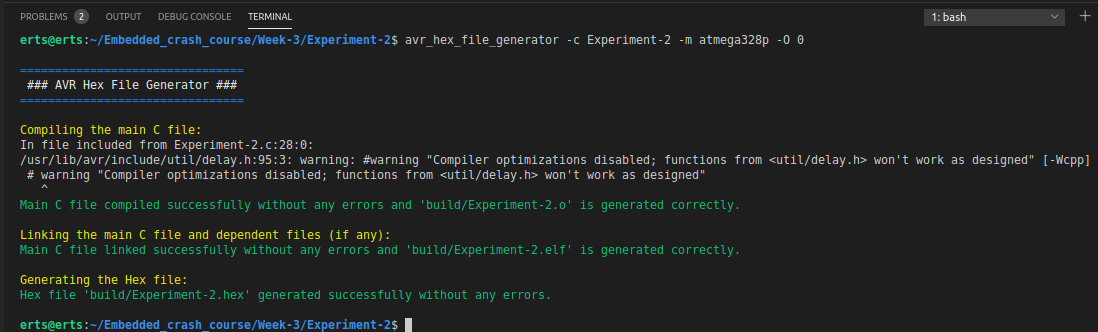 PROBLEMS 2 OUTPUT DEBUG CONSOLE TERMINAL 1: bash
erts@erts:~/Embedded_crash_course/Week-3/Experiment-2$ avr_hex_file_generator -c Experiment-2 -m atmega328p -O 0
================================
### AVR Hex File Generator ###
================================
Compiling the main C file:
In file included from Experiment-2.c:28:0:
/usr/lib/avr/include/util/delay.h:95:3: warning: #warning "Compiler optimizations disabled; functions from <util/delay.h> won't work as designed" [-Wcpp]
# warning "Compiler optimizations disabled; functions from <util/delay.h> won't work as designed"
^
Main C file compiled successfully without any errors and 'build/Experiment-2.o' is generated correctly.
Linking the main C file and dependent files (if any):
Main C file linked successfully without any errors and 'build/Experiment-2.elf' is generated correctly.
Generating the Hex file:
Hex file 'build/Experiment-2.hex' generated successfully without any errors.
erts@erts:~/Embedded_crash_course/Week-3/Experiment-2$